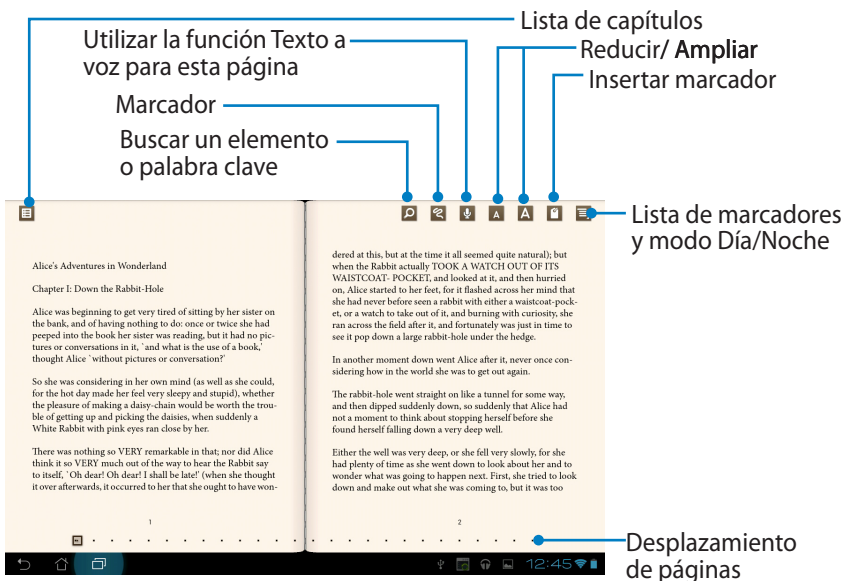 Lista de capítulos
Utilizar la función Texto a
voz para esta página
Reducir/ Ampliar
Insertar marcador
Marcador
Buscar un elemento
o palabra clave
A
A
Lista de marcadores
y modo Día/Noche
Alice's Adventures in Wonderland
Chapter I: Down the Rabbit-Hole
Alice was beginning to get very tired of sitting by her sister on
the bank, and of having nothing to do: once or twice she had
peeped into the book her sister was reading, but it had no pic-
tures or conversations in it, `and what is the use of a book,'
thought Alice `without pictures or conversation?'
So she was considering in her own mind (as well as she could,
for the hot day made her feel very sleepy and stupid), whether
the pleasure of making a daisy-chain would be worth the trou-
ble of getting up and picking the daisies, when suddenly a
White Rabbit with pink eyes ran close by her.
There was nothing so VERY remarkable in that; nor did Alice
think it so VERY much out of the way to hear the Rabbit say
to itself, `Oh dear! Oh dear! I shall be late!' (when she thought
it over afterwards, it occurred to her that she ought to have won-
1
dered at this, but at the time it all seemed quite natural); but
when the Rabbit actually TOOK A WATCH OUT OF ITS
WAISTCOAT- POCKET, and looked at it, and then hurried
on, Alice started to her feet, for it flashed across her mind that
she had never before seen a rabbit with either a waistcoat-pock-
et, or a watch to take out of it, and burning with curiosity, she
ran across the field after it, and fortunately was just in time to
see it pop down a large rabbit-hole under the hedge.
In another moment down went Alice after it, never once con-
sidering how in the world she was to get out again.
The rabbit-hole went straight on like a tunnel for some way,
and then dipped suddenly down, so suddenly that Alice had
not a moment to think about stopping herself before she
found herself falling down a very deep well.
Either the well was very deep, or she fell very slowly, for she
had plenty of time as she went down to look about her and to
wonder what was going to happen next. First, she tried to look
down and make out what she was coming to, but it was too
2
12:45
Desplazamiento
de páginas